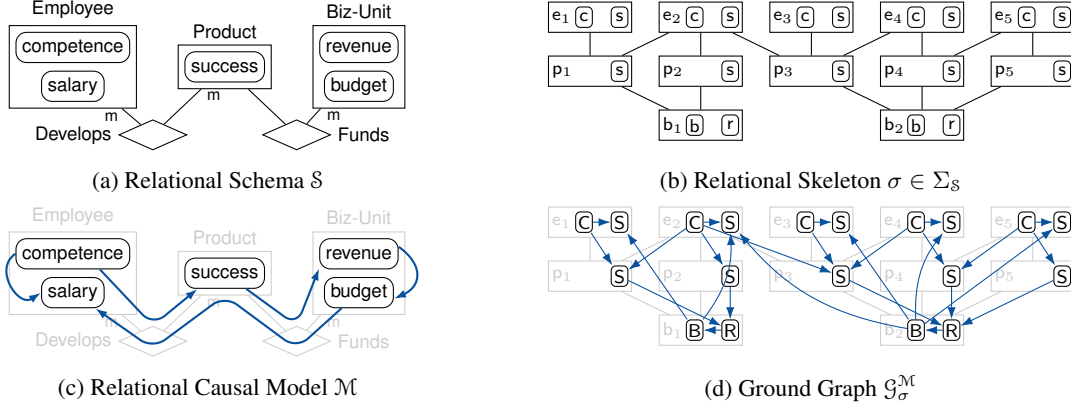 Employee
competence
salary
Product
success
Biz-Unit
revenue
budget
m
m
m
Develops
Funds
(a) Relational Schema 𝒮
e₁ c s
e₂ c s
e₃ c s
e₄ c s
e₅ c s
p₁ s
p₂ s
p₃ s
p₄ s
p₅ s
b₁ b r
b₂ b r
(b) Relational Skeleton σ ∈ Σ𝒮
Employee
competence
salary
Product
success
Biz-Unit
revenue
budget
m
m
m
Develops
Funds
(c) Relational Causal Model ℳ
e₁ C S
e₂ C S
e₃ C S
e₄ C S
e₅ C S
p₁ S
p₂ S
p₃ S
p₄ S
p₅ S
b₁ B R
b₂ B R
(d) Ground Graph 𝒢σℳ